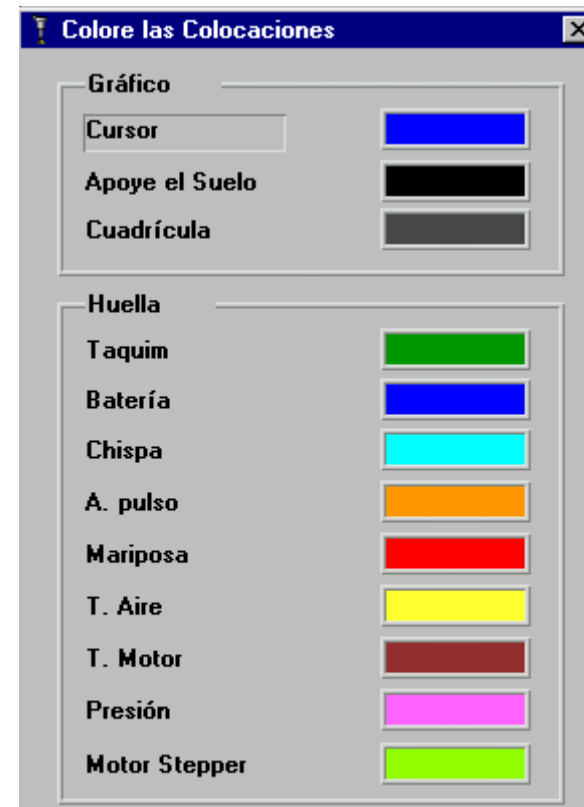 Colore las Colocaciones
Gráfico
Cursor
Apoye el Suelo
Cuadrícula
Huella
Taquim
Batería
Chispa
A. pulso
Mariposa
T. Aire
T. Motor
Presión
Motor Stepper